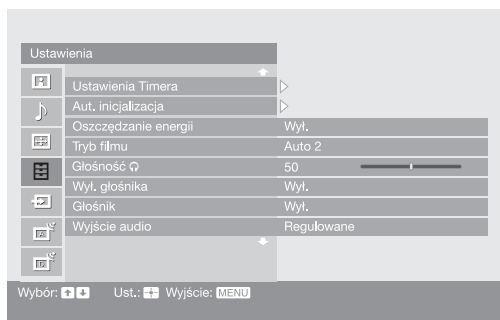 Ustawienia
Ustawienia Timera
Aut. inicjalizacja
Oszczędzanie energii Wył.
Tryb filmu Auto 2
Głośność 50
Wył. głośnika Wył.
Głośnik Wył.
Wyjście audio Regulowane
Wybór: Ust.: Wyjście: MENU